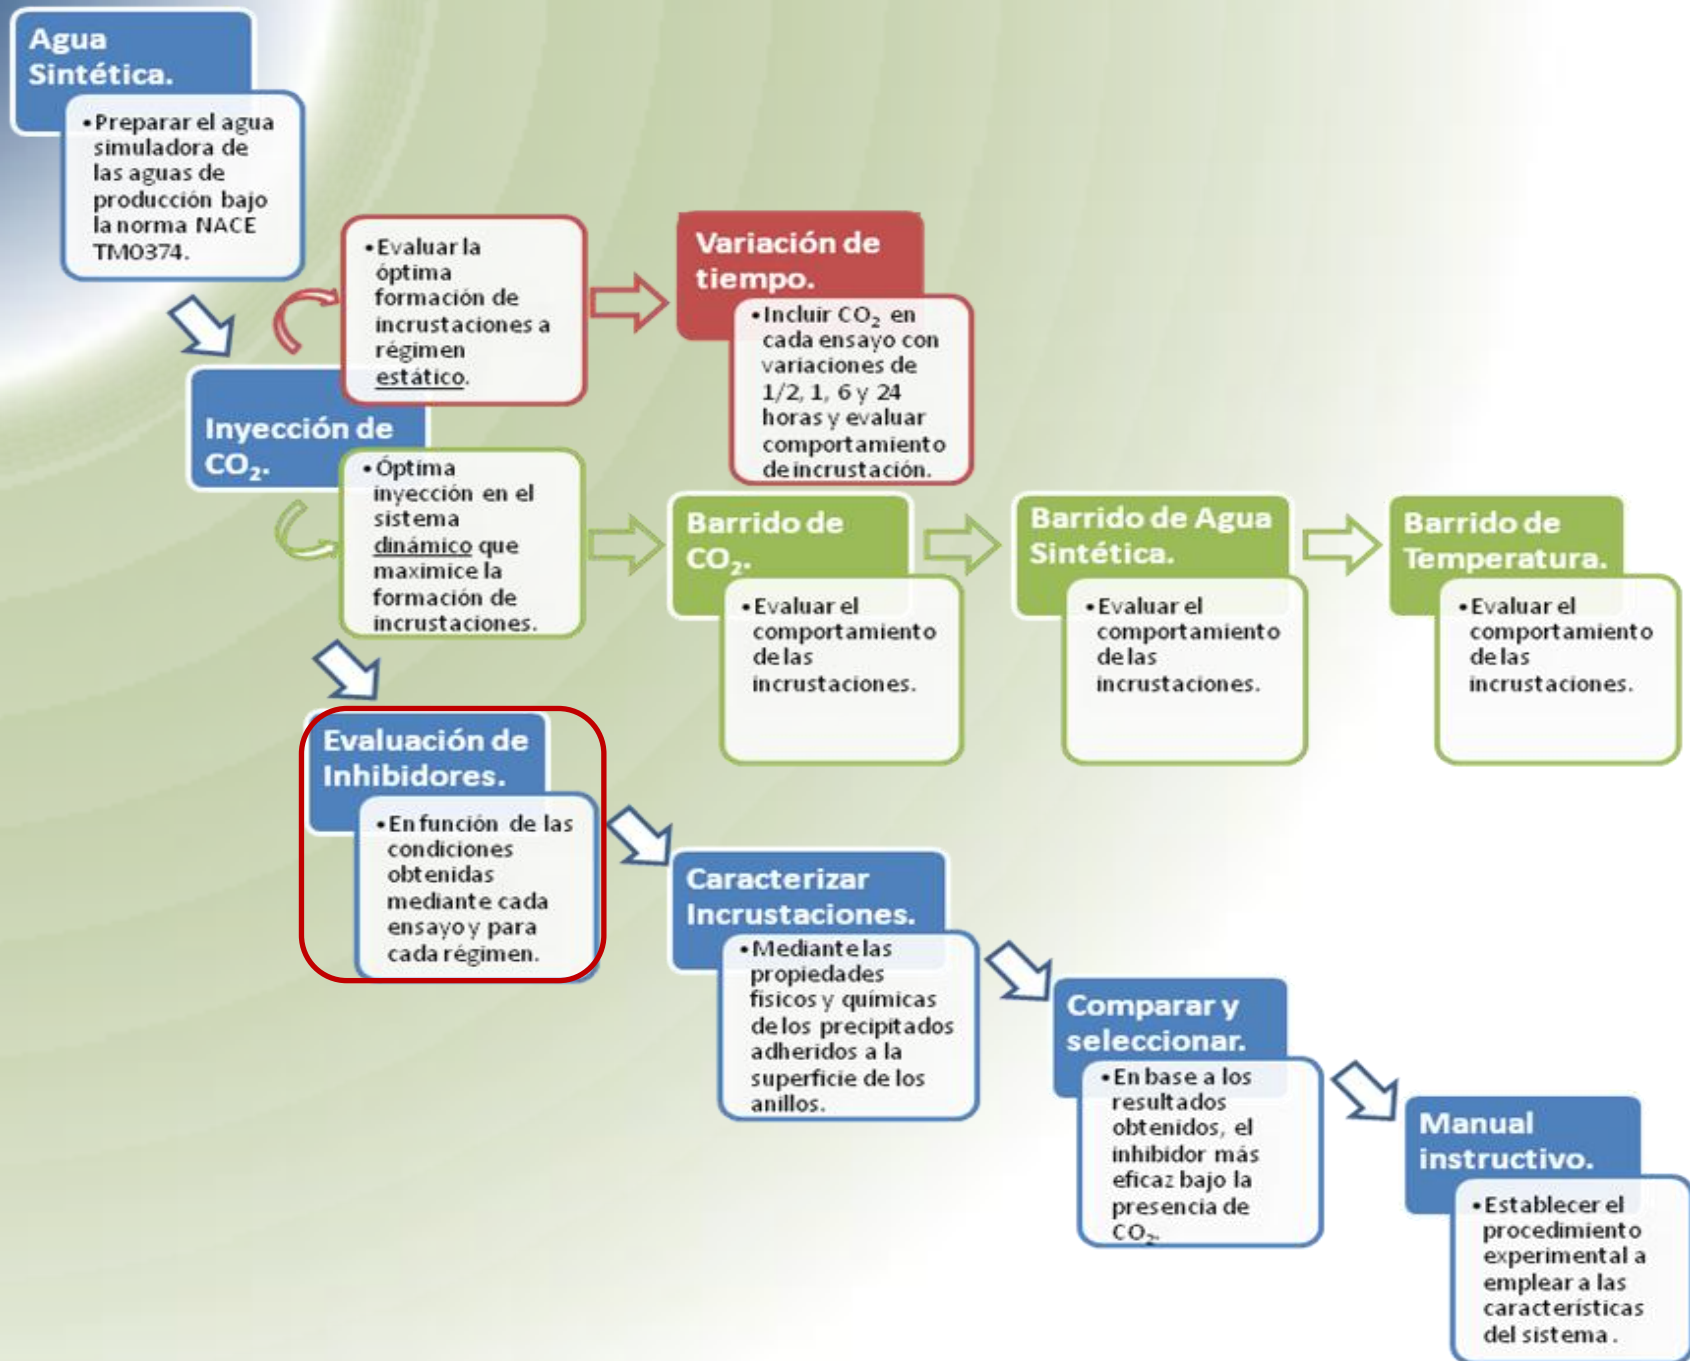 Agua
Sintética.
•Preparar el agua
simuladora de
las aguas de
producción bajo
la norma NACE
TM0374.
•Evaluar la
óptima
formación de
incrustaciones a
régimen
estático.
Variación de
tiempo.
•Incluir CO₂ en
cada ensayo con
variaciones de
1/2, 1, 6 y 24
horas y evaluar
comportamiento
de incrustación.
Inyección de
CO₂.
•Óptima
inyección en el
sistema
dinámico que
maximice la
formación de
incrustaciones.
Barrido de
CO₂.
•Evaluar el
comportamiento
de las
incrustaciones.
Barrido de Agua
Sintética.
•Evaluar el
comportamiento
de las
incrustaciones.
Barrido de
Temperatura.
•Evaluar el
comportamiento
de las
incrustaciones.
Evaluación de
Inhibidores.
•En función de las
condiciones
obtenidas
mediante cada
ensayo y para
cada régimen.
Caracterizar
Incrustaciones.
•Mediante las
propiedades
físicos y químicas
de los precipitados
adheridos a la
superficie de los
anillos.
Comparar y
seleccionar.
•En base a los
resultados
obtenidos, el
inhibidor más
eficaz bajo la
presencia de
CO₂.
Manual
instructivo.
•Establecer el
procedimiento
experimental a
emplear a las
características
del sistema.